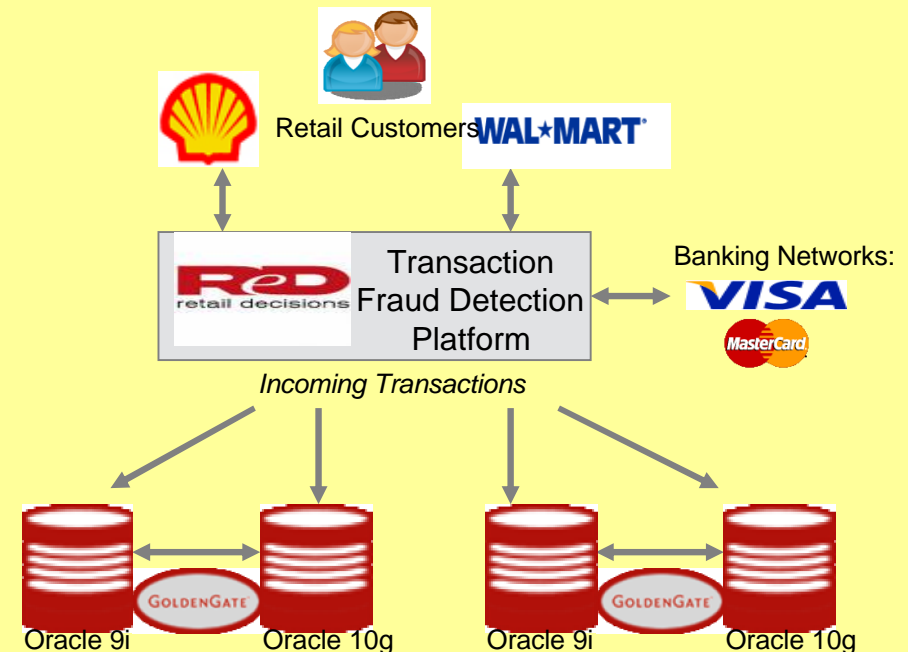 Retail Customers
WAL★MART
Banking Networks:
VISA
MasterCard
ReD
retail decisions
Transaction
Fraud Detection
Platform
Incoming Transactions
GOLDENGATE
GOLDENGATE
Oracle 9i
Oracle 10g
Oracle 9i
Oracle 10g